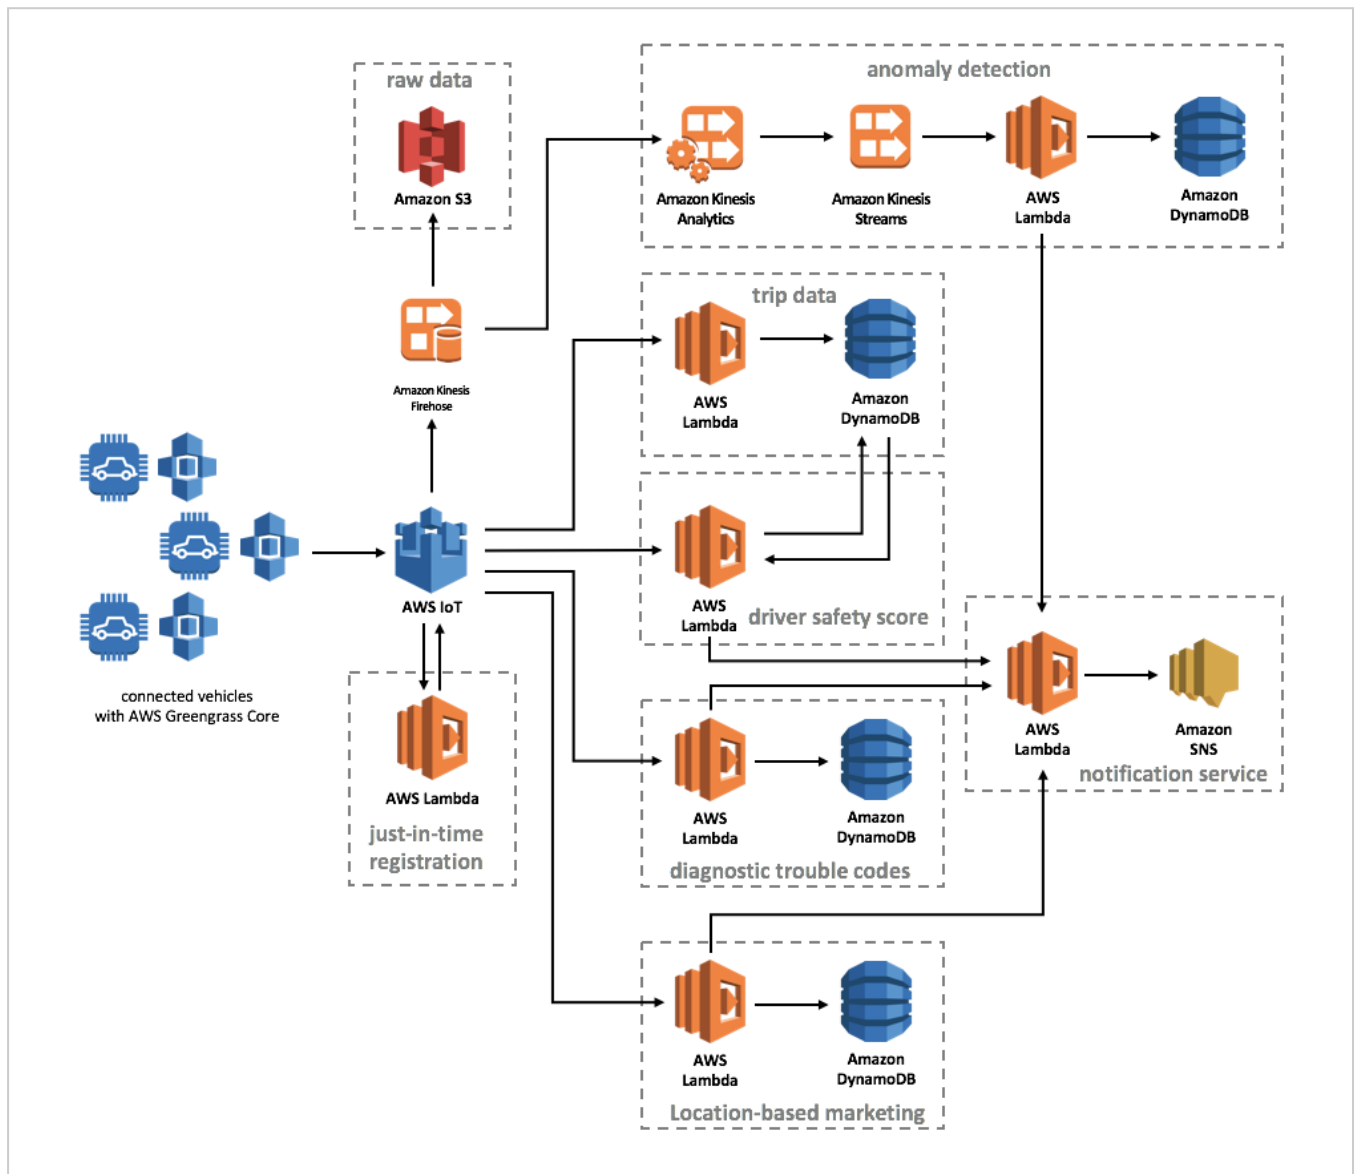 raw data
Amazon S3
anomaly detection
Amazon Kinesis
Analytics
Amazon Kinesis
Streams
AWS
Lambda
Amazon
DynamoDB
Amazon Kinesis
Firehose
trip data
AWS
Lambda
Amazon
DynamoDB
connected vehicles
with AWS Greengrass Core
AWS IoT
AWS
Lambda
driver safety score
AWS Lambda
just-in-time
registration
AWS
Lambda
Amazon
DynamoDB
diagnostic trouble codes
AWS
Lambda
Amazon
SNS
notification service
AWS
Lambda
Amazon
DynamoDB
Location-based marketing